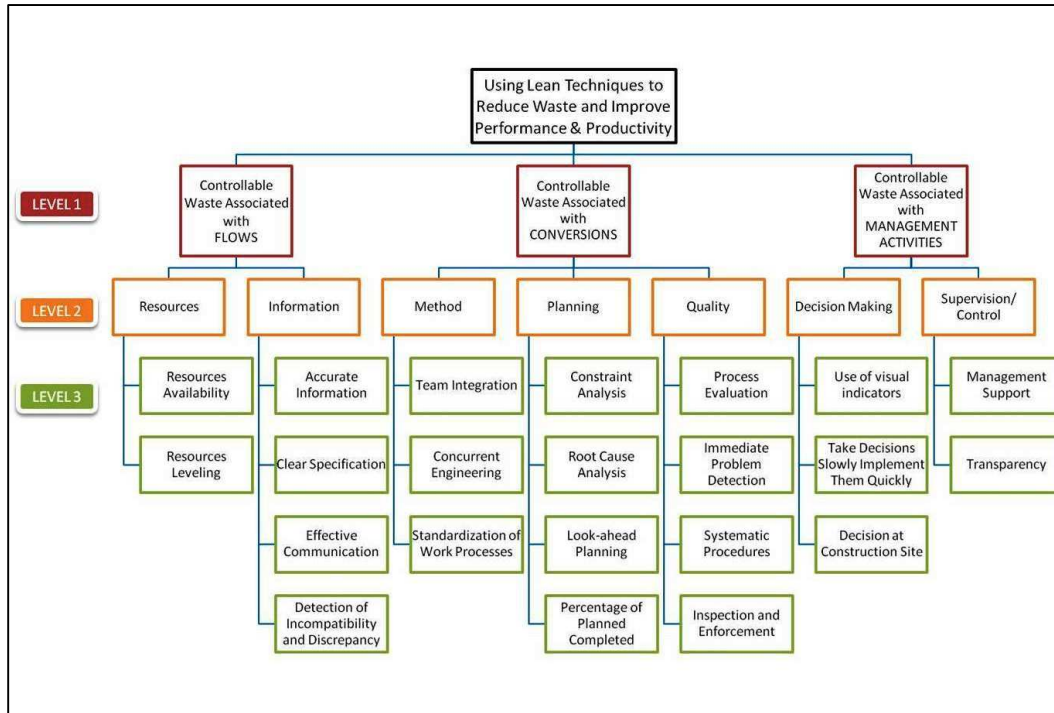 Using Lean Techniques to
Reduce Waste and Improve
Performance & Productivity
LEVEL 1
Controllable
Waste Associated
with
FLOWS
Controllable
Waste Associated
with
CONVERSIONS
Controllable
Waste Associated
with
MANAGEMENT
ACTIVITIES
LEVEL 2
Resources
Information
Method
Planning
Quality
Decision Making
Supervision/
Control
LEVEL 3
Resources
Availability
Accurate
Information
Team Integration
Constraint
Analysis
Process
Evaluation
Use of visual
indicators
Management
Support
Resources
Leveling
Clear Specification
Concurrent
Engineering
Root Cause
Analysis
Immediate
Problem
Detection
Take Decisions
Slowly Implement
Them Quickly
Transparency
Effective
Communication
Standardization of
Work Processes
Look-ahead
Planning
Systematic
Procedures
Decision at
Construction Site
Detection of
Incompatibility
and Discrepancy
Percentage of
Planned
Completed
Inspection and
Enforcement